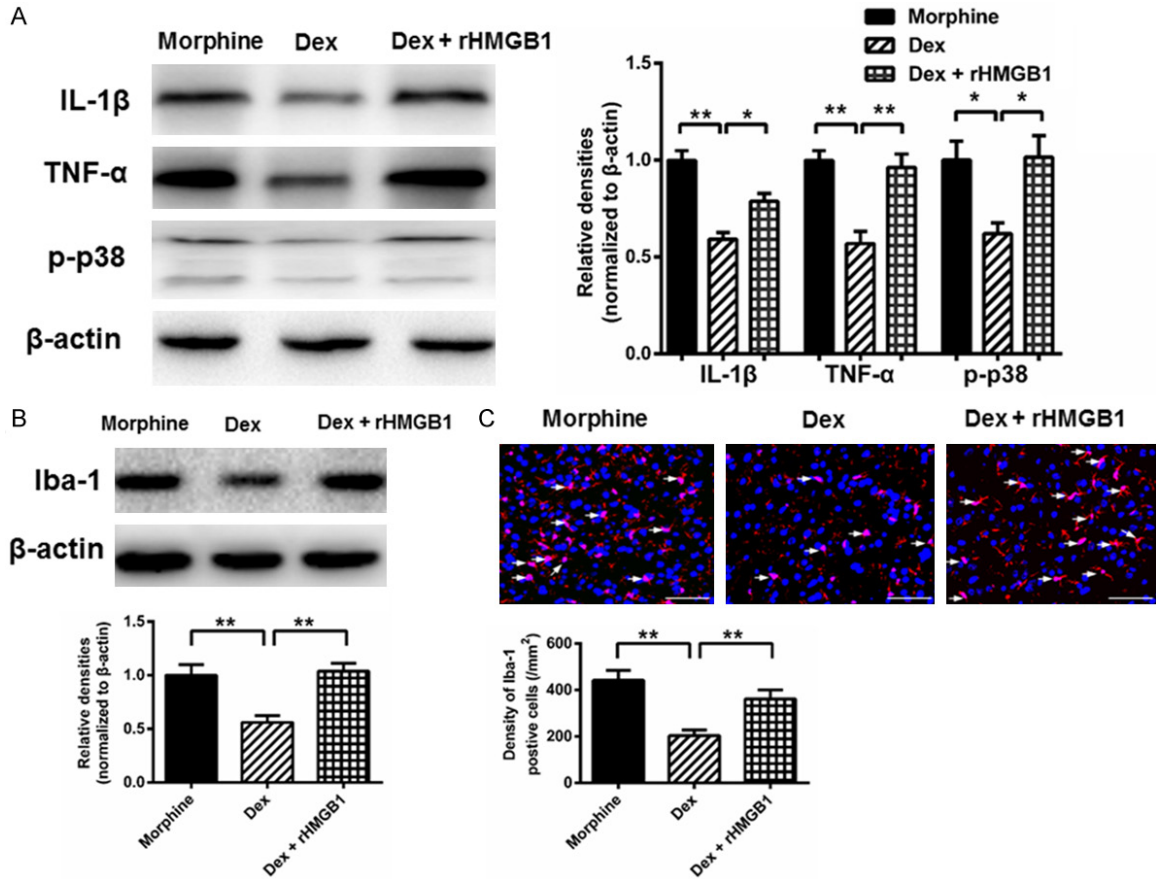 A
Morphine Dex Dex + rHMGB1
IL-1β
TNF-α
p-p38
β-actin
Morphine
Dex
Dex + rHMGB1
Relative densities
(normalized to β-actin)
1.5
1.0
0.5
0.0
** * ** ** * *
IL-1β TNF-α p-p38
B
Morphine Dex Dex + rHMGB1
Iba-1
β-actin
Relative densities
(normalized to β-actin)
1.5
1.0
0.5
0.0
** **
Morphine
Dex
Dex + rHMGB1
C
Morphine Dex Dex + rHMGB1
Density of Iba-1
postive cells (/mm²)
600
400
200
0
** **
Morphine
Dex
Dex + rHMGB1